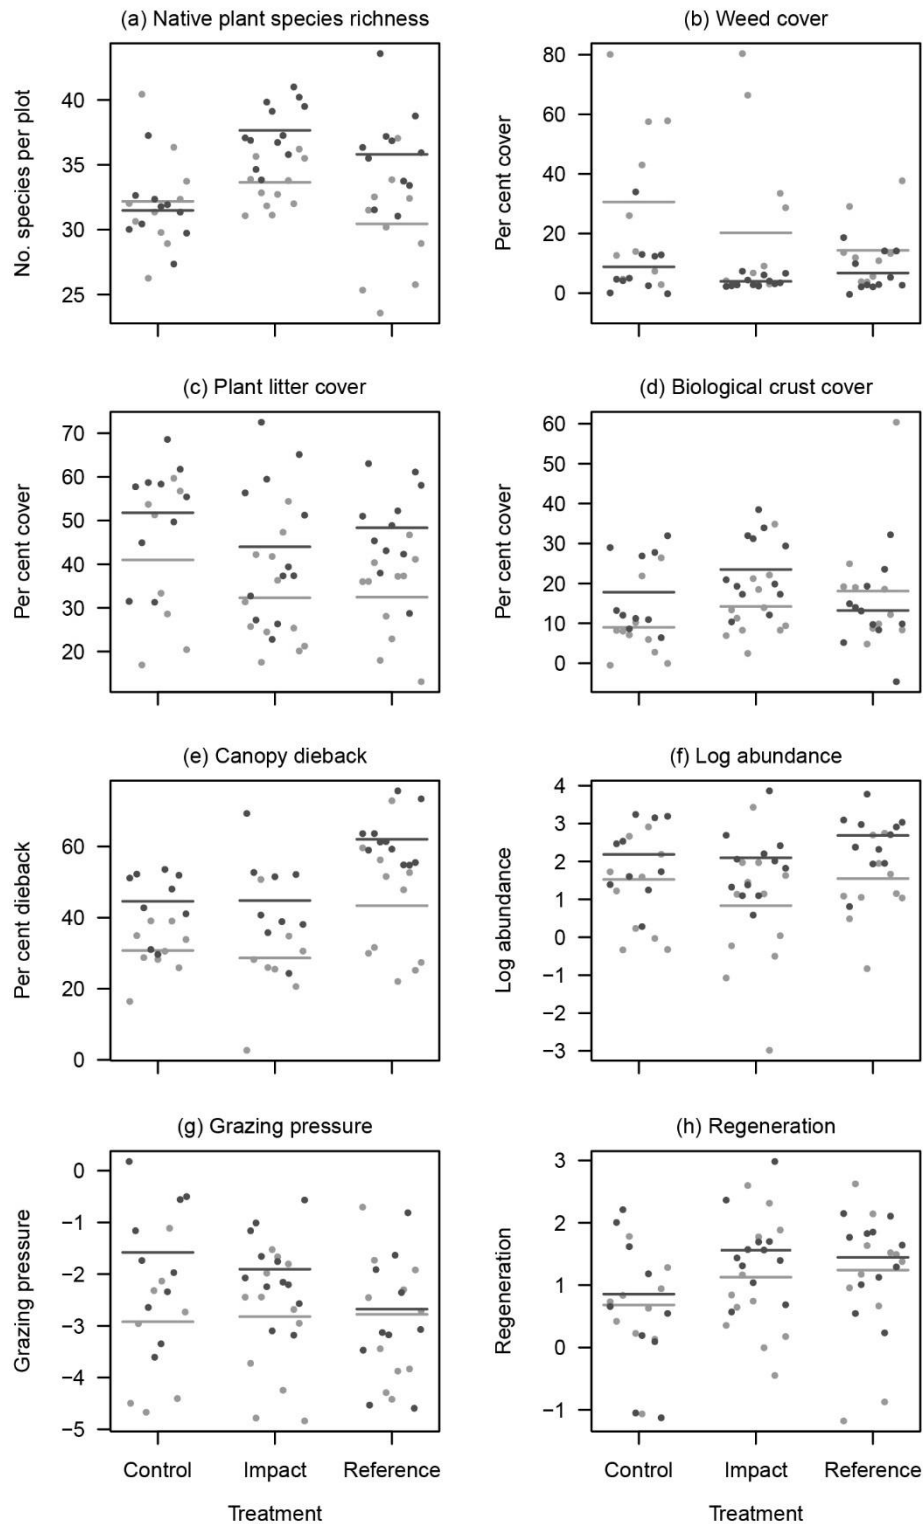 (a) Native plant species richness
No. species per plot
40
35
30
25
(b) Weed cover
Per cent cover
80
60
40
20
0
(c) Plant litter cover
Per cent cover
70
60
50
40
30
20
(d) Biological crust cover
Per cent cover
60
50
40
30
20
10
0
(e) Canopy dieback
Per cent dieback
60
40
20
0
(f) Log abundance
Log abundance
4
3
2
1
0
−1
−2
−3
(g) Grazing pressure
Grazing pressure
0
−1
−2
−3
−4
−5
Control Impact Reference
Treatment
(h) Regeneration
Regeneration
3
2
1
0
−1
Control Impact Reference
Treatment